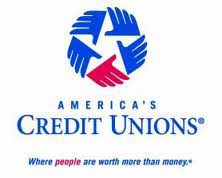 AMERICA'S
CREDIT UNIONS®
Where people are worth more than money.®